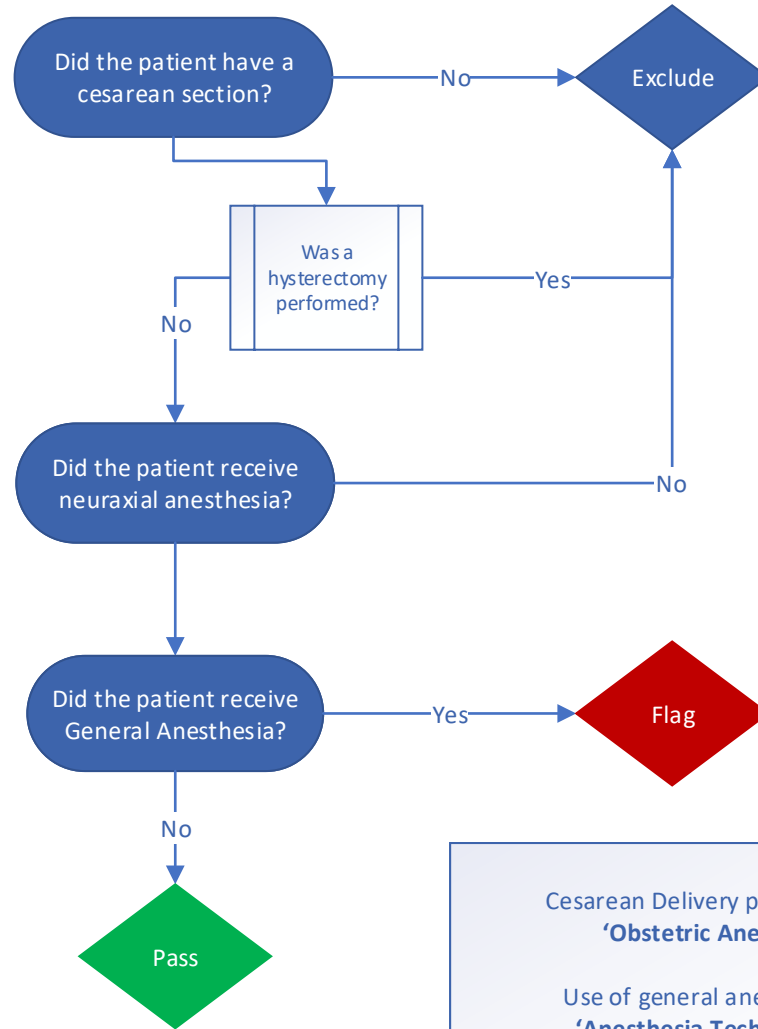 Did the patient have a
cesarean section?
No
Exclude
Was a
hysterectomy
performed?
Yes
No
Did the patient receive
neuraxial anesthesia?
No
Did the patient receive
General Anesthesia?
Yes
Flag
No
Pass
Cesarean Delivery p
‘Obstetric Ane
Use of general ane
‘Anesthesia Tech